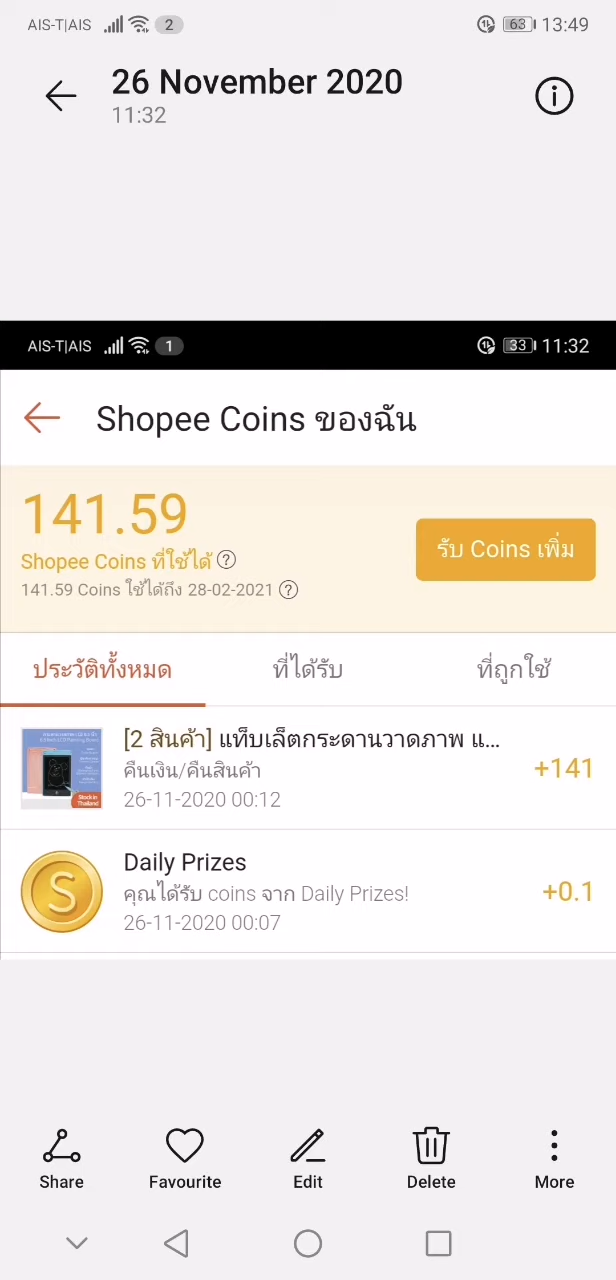 AIS-T|AIS 2 63 13:49
26 November 2020
11:32
AIS-T|AIS 1 33 11:32
Shopee Coins ของฉัน
141.59
Shopee Coins ที่ใช้ได้ ?
รับ Coins เพิ่ม
141.59 Coins ใช้ได้ถึง 28-02-2021 ?
ประวัติทั้งหมด ที่ได้รับ ที่ถูกใช้
[2 สินค้า] แท็บเล็ตกระดานวาดภาพ แ...
คืนเงิน/คืนสินค้า
+141
26-11-2020 00:12
Stock in
Thailand
Daily Prizes
คุณได้รับ coins จาก Daily Prizes!
+0.1
26-11-2020 00:07
Share Favourite Edit Delete More